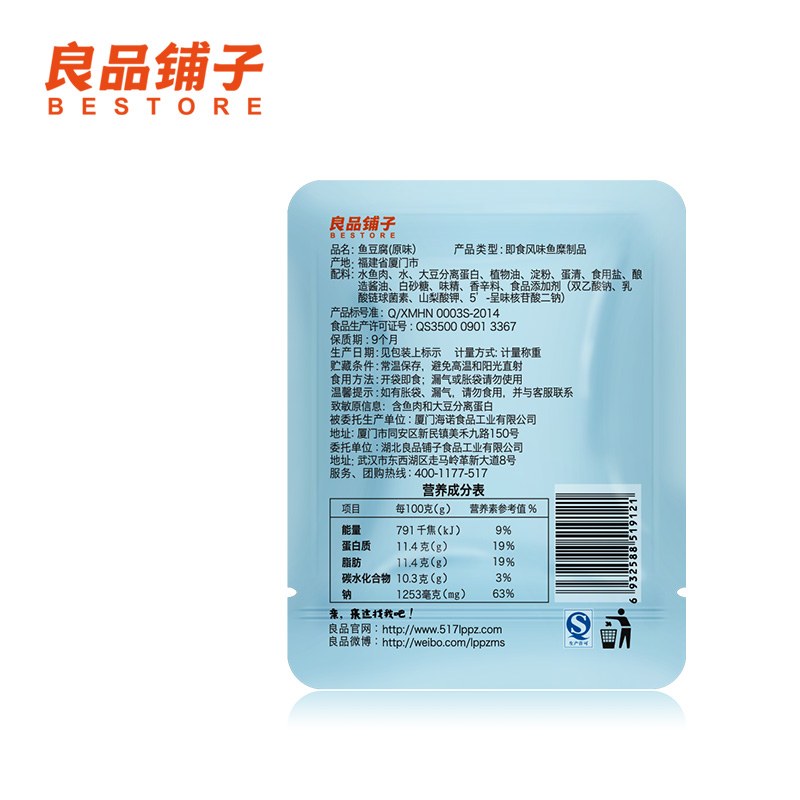 良品铺子
BESTORE
良品铺子
BESTORE
品名: 鱼豆腐(原味) 产品类型: 即食风味鱼糜制品
产地: 福建省厦门市
配料: 水鱼肉、水、大豆分离蛋白、植物油、淀粉、蛋清、食用盐、酿
造酱油、白砂糖、味精、香辛料、食品添加剂（双乙酸钠、乳
酸链球菌素、山梨酸钾、5'-呈味核苷酸二钠）
产品标号准: Q/XMHN 0003S-2014
食品生产许可证号: QS3500 0901 3367
保质期: 9个月
生产日期: 见包装上标示 计量方式: 计量称重
贮藏条件: 常温保存，避免高温和阳光直射
食用方法: 开袋即食; 漏气或胀袋请勿使用
温馨提示: 如有胀袋、漏气，请勿食用，并与客服联系
致敏原信息: 含鱼肉和大豆分离蛋白
被委托生产单位: 厦门海诺食品工业有限公司
地址: 厦门市同安区新民镇美禾九路150号
委托单位: 湖北良品铺子食品工业有限公司
地址: 武汉市东西湖区走马岭革新大道8号
服务、团购热线: 400-1177-517
营养成分表
项目 每100克(g) 营养素参考值%
能量 791千焦(kJ) 9%
蛋白质 11.4克(g) 19%
脂肪 11.4克(g) 19%
碳水化合物 10.3克(g) 3%
钠 1253毫克(mg) 63%
6 932588 519121
亲，来这找我吧！
良品官网: http://www.517lppz.com
良品微博: http://weibo.com/lppzms
QS
生产许可